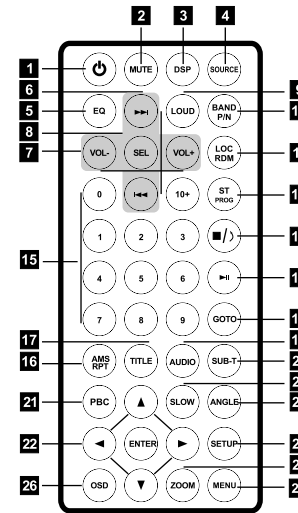 2 3 4
1 MUTE DSP SOURCE
6
5 EQ LOUD BAND P/N
8
7 VOL- SEL VOL+ LOC RDM
0 10+ ST PROG
1 2 3
15
4 5 6
7 8 9 GOTO
17
16 AMS RPT TITLE AUDIO SUB-T
21 PBC SLOW ANGLE
22 ENTER SETUP
26 OSD ZOOM MENU